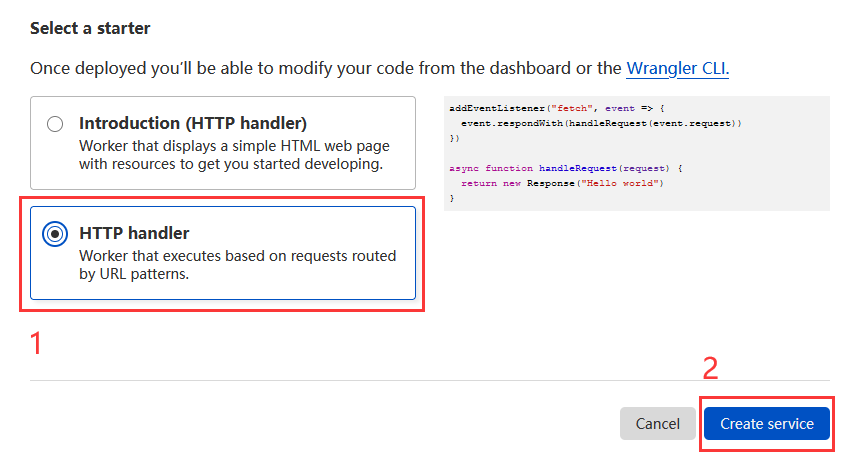 Select a starter
Once deployed you'll be able to modify your code from the dashboard or the Wrangler CLI.
Introduction (HTTP handler)
Worker that displays a simple HTML web page
with resources to get you started developing.
HTTP handler
Worker that executes based on requests routed
by URL patterns.
addEventListener("fetch", event => {
  event.respondWith(handleRequest(event.request))
})
async function handleRequest(request) {
  return new Response("Hello world")
}
1
2
Cancel
Create service